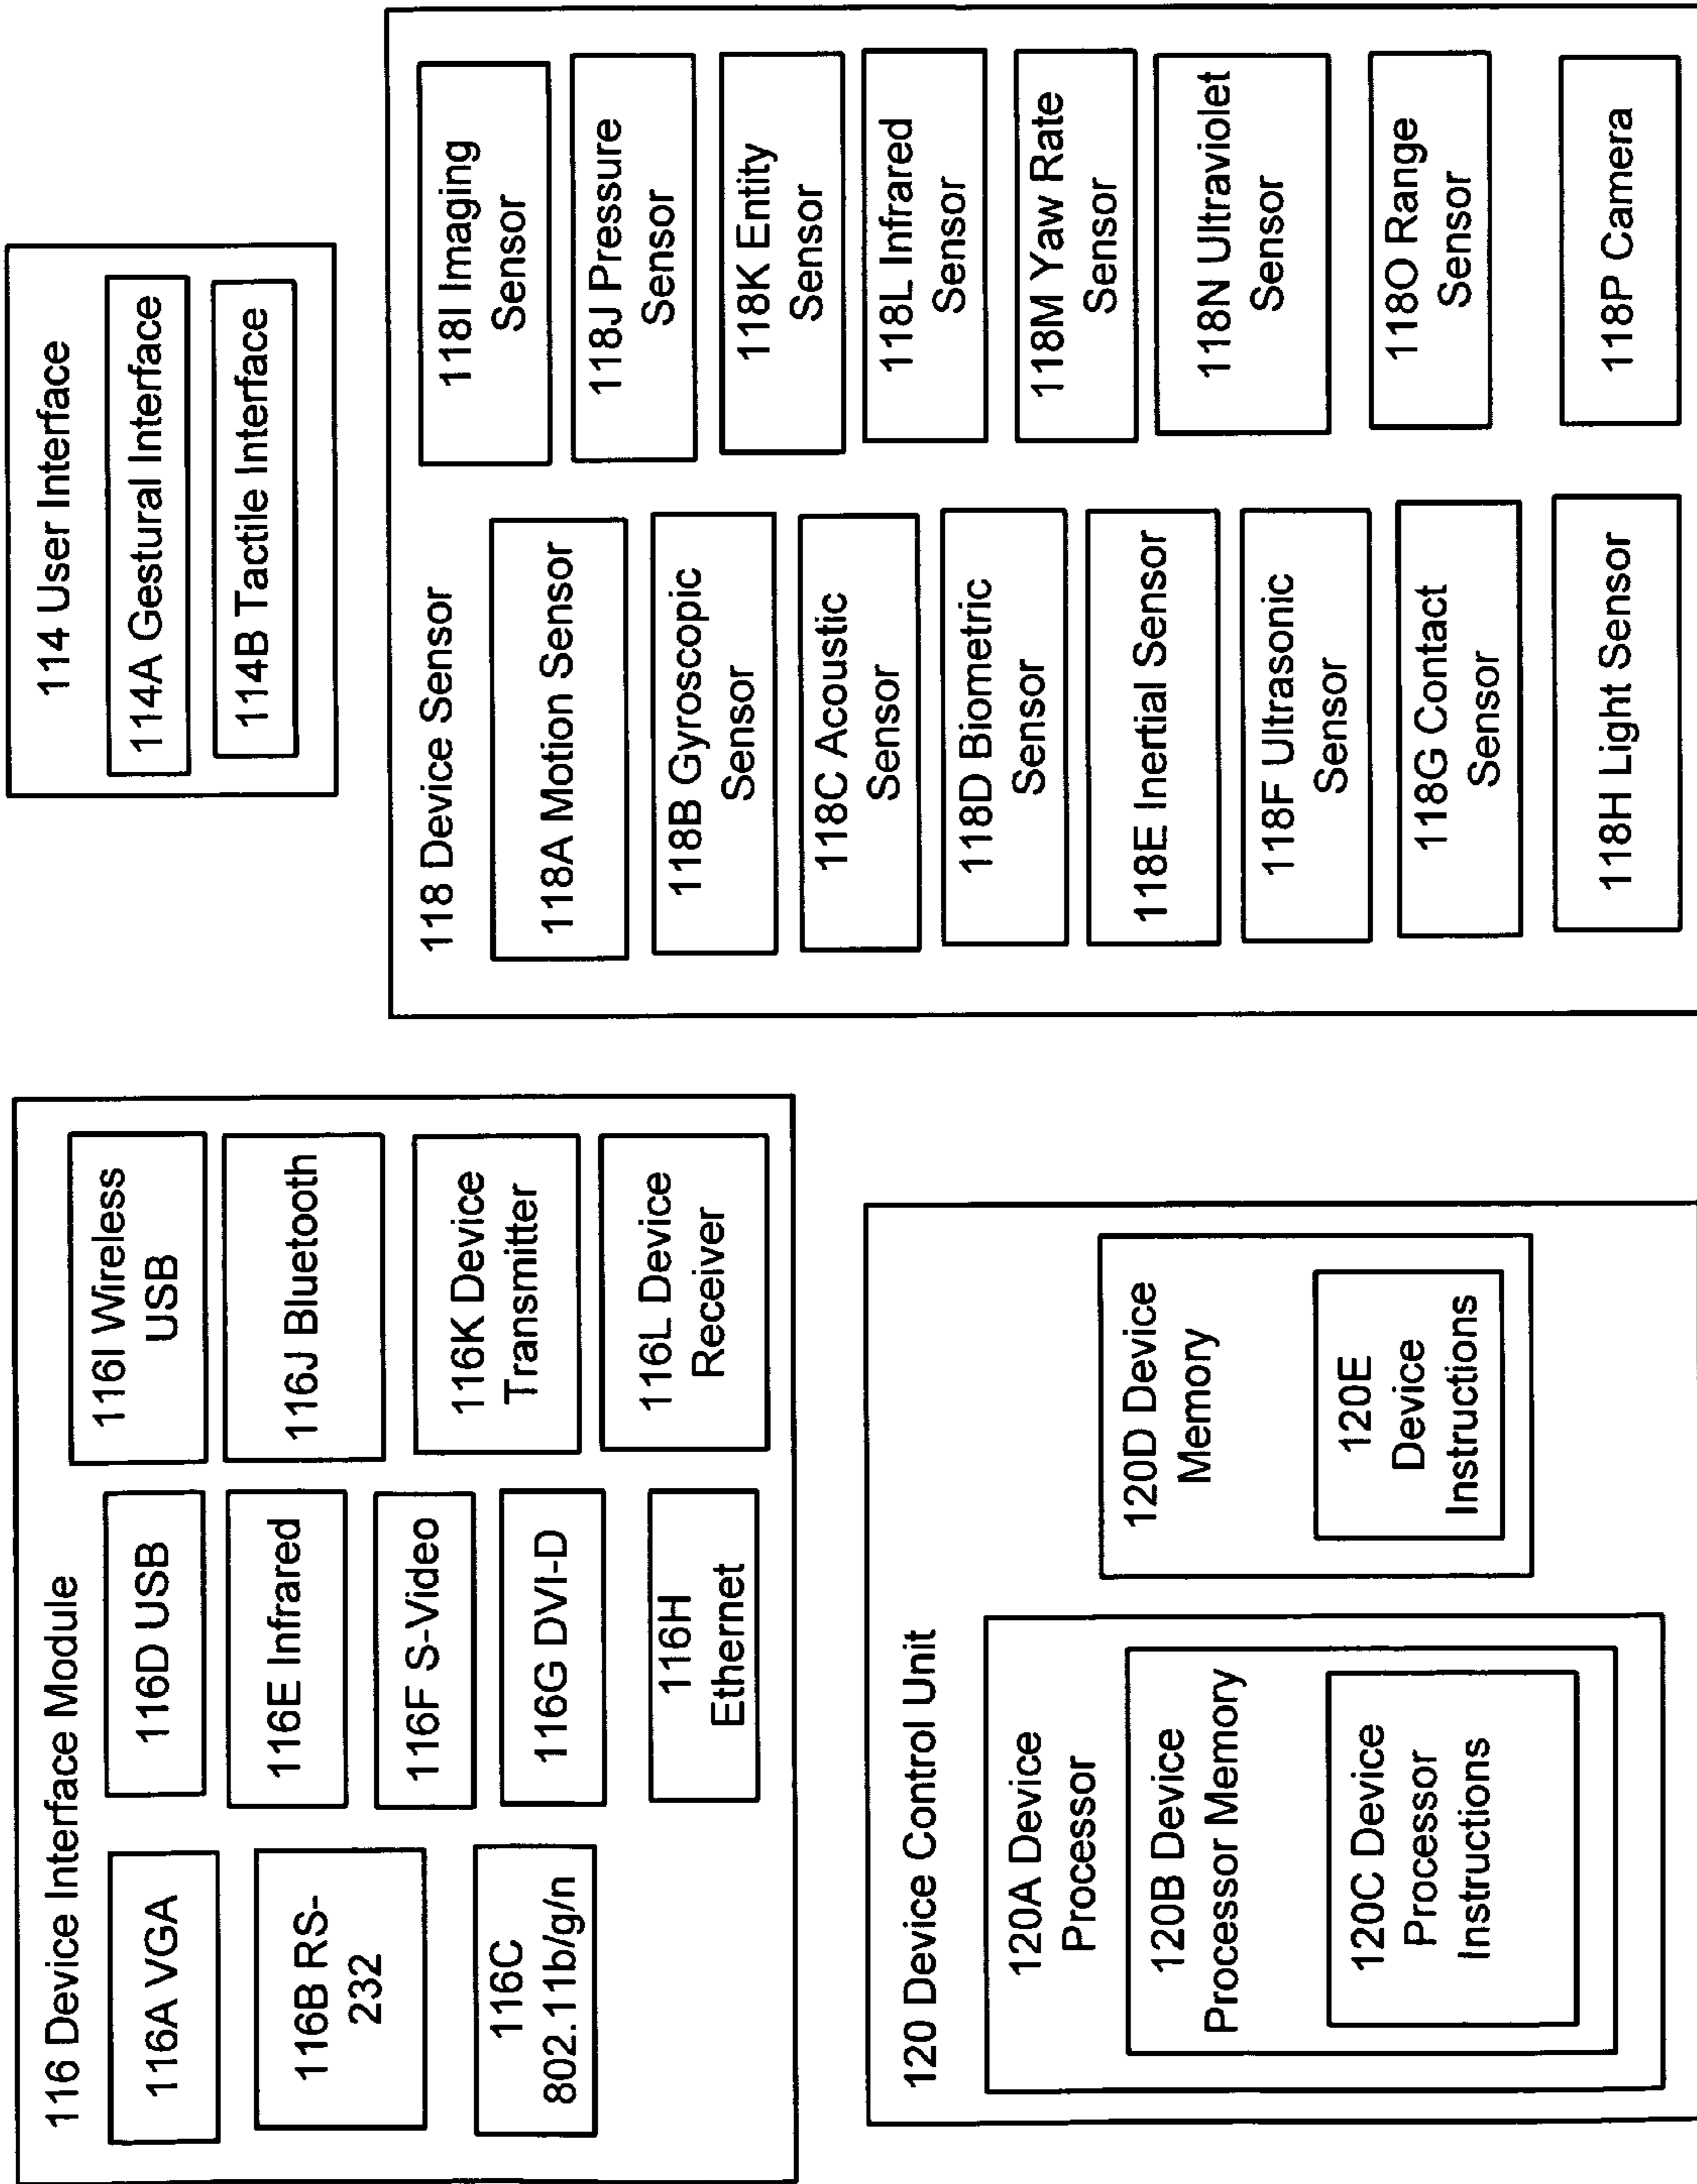 116 Device Interface Module
116A VGA
116B RS-
232
116C
802.11b/g/n
116D USB
116E Infrared
116F S-Video
116G DVI-D
116H
Ethernet
116I Wireless
USB
116J Bluetooth
116K Device
Transmitter
116L Device
Receiver
114 User Interface
114A Gestural Interface
114B Tactile Interface
120 Device Control Unit
120A Device
Processor
120B Device
Processor Memory
120C Device
Processor
Instructions
120D Device
Memory
120E
Device
Instructions
118 Device Sensor
118A Motion Sensor
118B Gyroscopic
Sensor
118C Acoustic
Sensor
118D Biometric
Sensor
118E Inertial Sensor
118F Ultrasonic
Sensor
118G Contact
Sensor
118H Light Sensor
118I Imaging
Sensor
118J Pressure
Sensor
118K Entity
Sensor
118L Infrared
Sensor
118M Yaw Rate
Sensor
118N Ultraviolet
Sensor
118O Range
Sensor
118P Camera